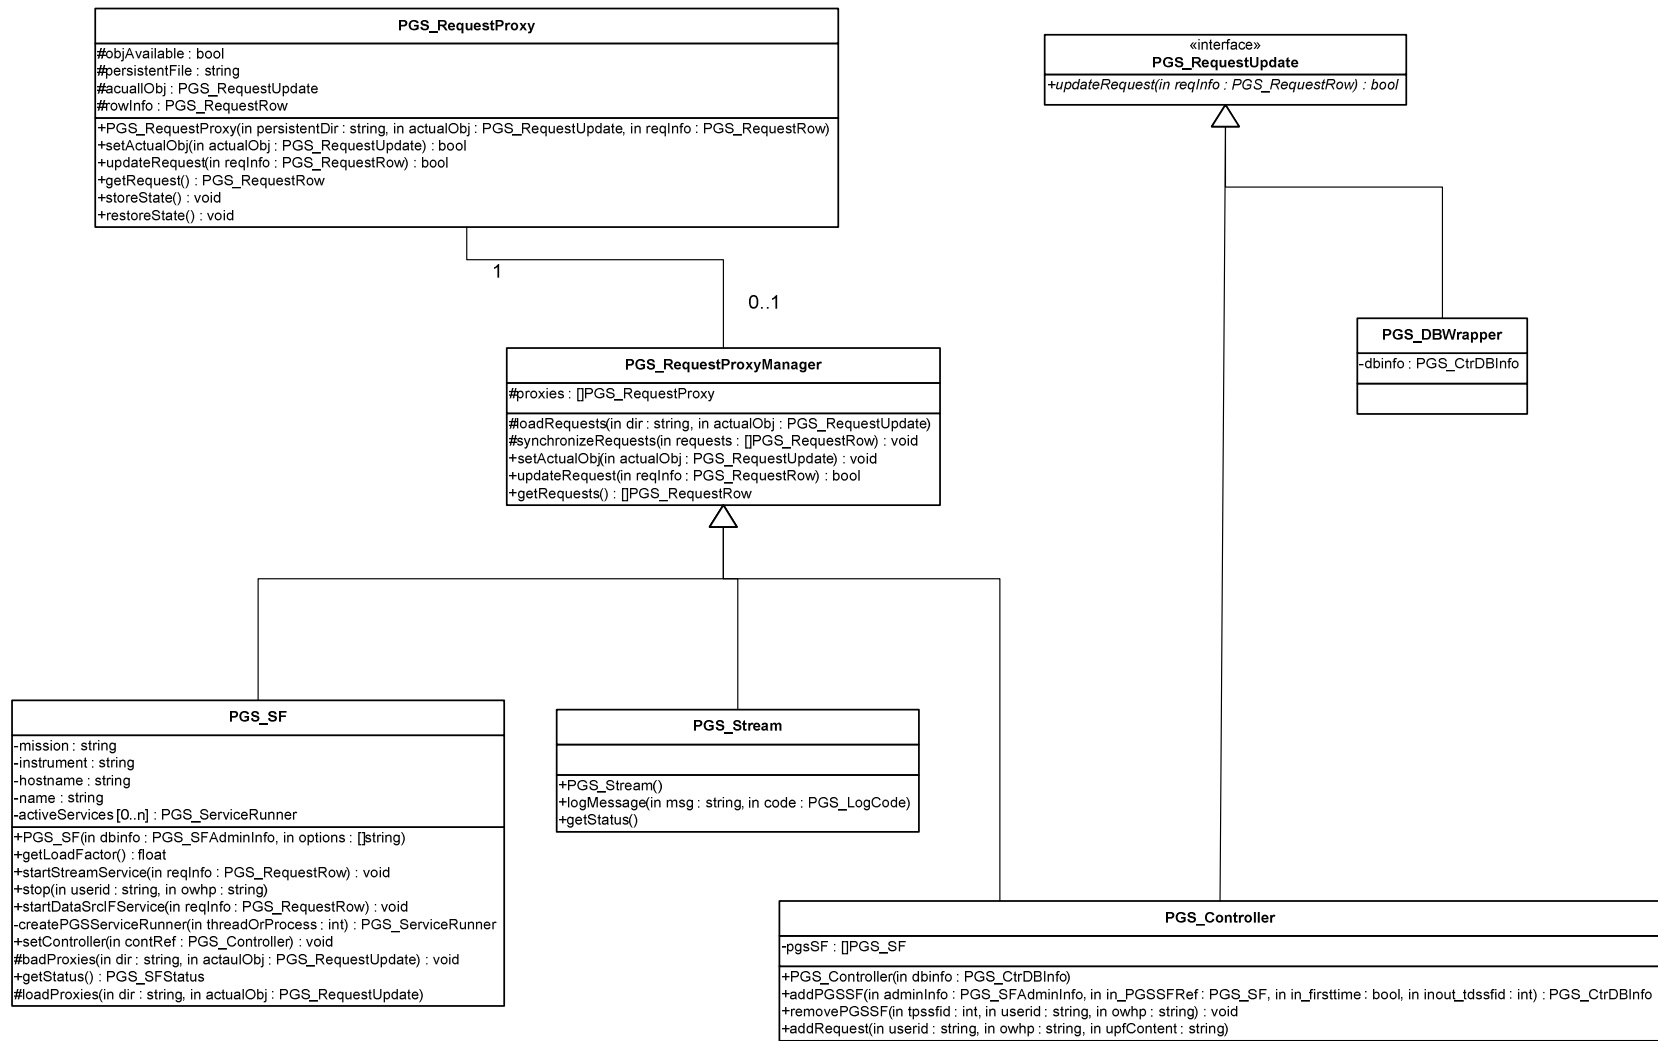 PGS_RequestProxy
#objAvailable : bool
#persistentFile : string
#acuallObj : PGS_RequestUpdate
#rowInfo : PGS_RequestRow
+PGS_RequestProxy(in persistentDir : string, in actualObj : PGS_RequestUpdate, in reqInfo : PGS_RequestRow)
+setActualObj(in actualObj : PGS_RequestUpdate) : bool
+updateRequest(in reqInfo : PGS_RequestRow) : bool
+getRequest() : PGS_RequestRow
+storeState() : void
+restoreState() : void
«interface»
PGS_RequestUpdate
+updateRequest(in reqInfo : PGS_RequestRow) : bool
1
0..1
PGS_DBWrapper
-dbinfo : PGS_CtrDBInfo
PGS_RequestProxyManager
#proxies : []PGS_RequestProxy
#loadRequests(in dir : string, in actualObj : PGS_RequestUpdate)
#synchronizeRequests(in requests : []PGS_RequestRow) : void
+setActualObj(in actualObj : PGS_RequestUpdate) : void
+updateRequest(in reqInfo : PGS_RequestRow) : bool
+getRequests() : []PGS_RequestRow
PGS_SF
-mission : string
-instrument : string
-hostname : string
-name : string
-activeServices [0..n] : PGS_ServiceRunner
+PGS_SF(in dbinfo : PGS_SFAdminInfo, in options : []string)
+getLoadFactor() : float
+startStreamService(in reqInfo : PGS_RequestRow) : void
+stop(in userid : string, in owhp : string)
+startDataSrcIFService(in reqInfo : PGS_RequestRow) : void
-createPGSServiceRunner(in threadOrProcess : int) : PGS_ServiceRunner
+setController(in contRef : PGS_Controller) : void
#badProxies(in dir : string, in actaulObj : PGS_RequestUpdate) : void
+getStatus() : PGS_SFStatus
#loadProxies(in dir : string, in actualObj : PGS_RequestUpdate)
PGS_Stream
+PGS_Stream()
+logMessage(in msg : string, in code : PGS_LogCode)
+getStatus()
PGS_Controller
-pgsSF : []PGS_SF
+PGS_Controller(in dbinfo : PGS_CtrDBInfo)
+addPGSSF(in adminInfo : PGS_SFAdminInfo, in in_PGSSFRef : PGS_SF, in in_firsttime : bool, in inout_tdssfid : int) : PGS_CtrDBInfo
+removePGSSF(in tpssfid : int, in userid : string, in owhp : string) : void
+addRequest(in userid : string, in owhp : string, in upfContent : string)